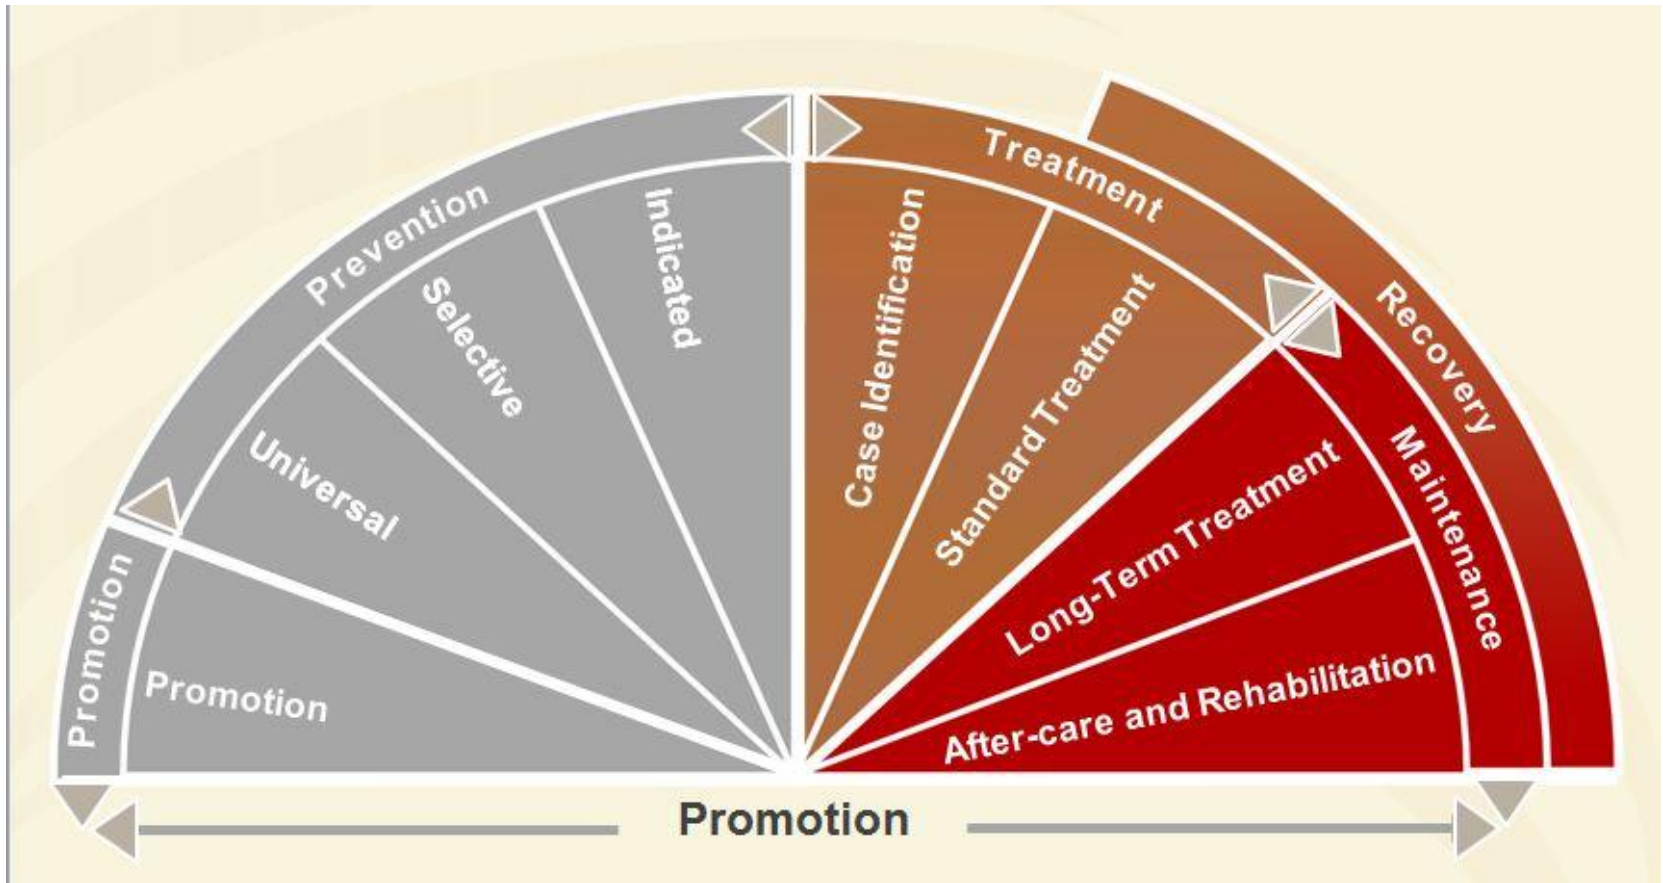 Promotion
Promotion
Prevention
Universal
Selective
Indicated
Treatment
Case Identification
Standard Treatment
Recovery
Maintenance
Long-Term Treatment
After-care and Rehabilitation
Promotion